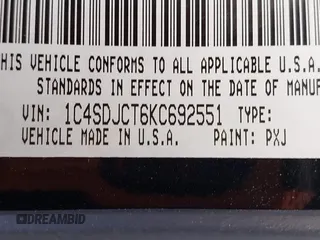 HIS VEHICLE CONFORMS TO ALL APPLICABLE U.S.A.
STANDARDS IN EFFECT ON THE DATE OF MANUF
VIN: 1C4SDJCT6KC692551 TYPE:
VEHICLE MADE IN U.S.A. PAINT: PXJ
DREAMBID